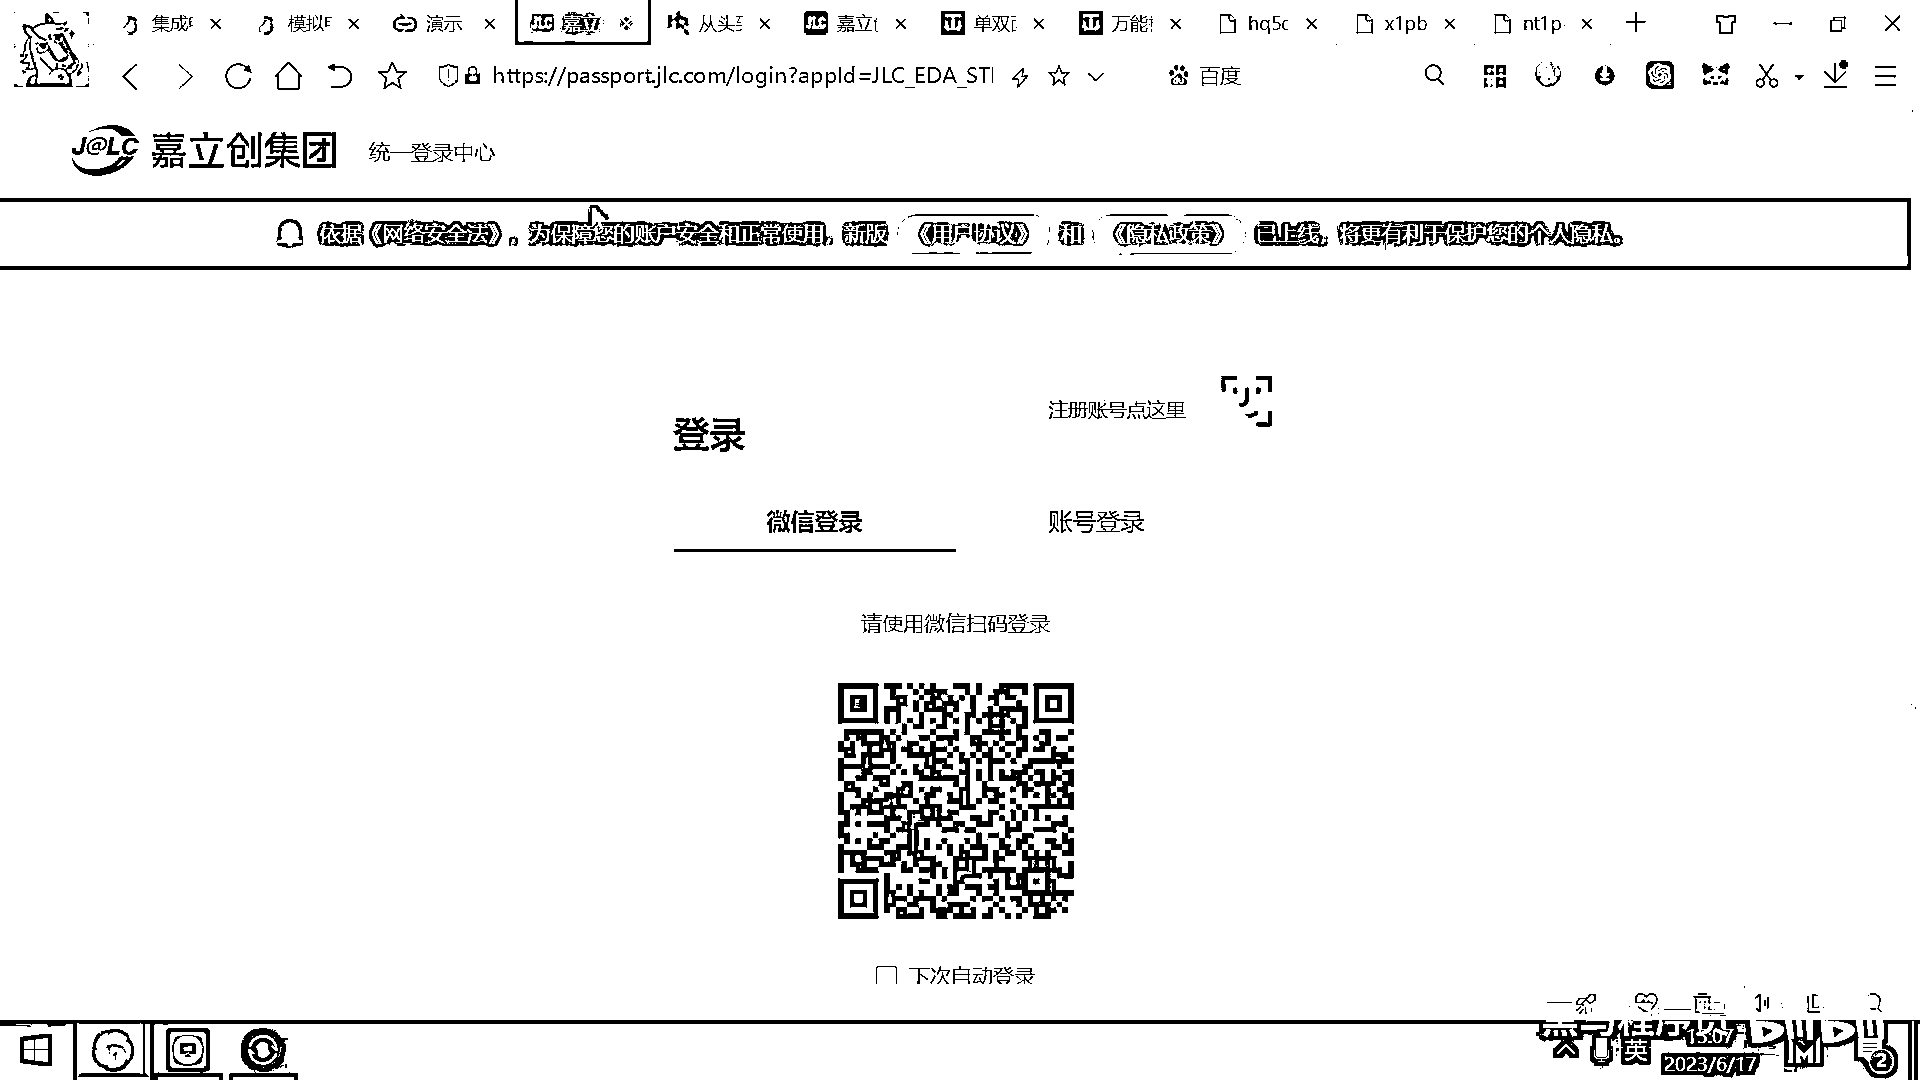 集成 模拟 演示 嘉立 从头 嘉立 单双 万能 hq5c x1pb nt1p
https://passport.jlc.com/login?appId=JLC_EDA_STI 百度
J@LC 嘉立创集团 统一登录中心
依据《网络安全法》，为保障您的账户安全和正常使用，新版 《用户协议》 和 《隐私政策》 已上线，将更有利于保护您的个人隐私。
注册账号点这里
登录
微信登录 账号登录
请使用微信扫码登录
下次自动登录
英 15:07
2023/6/17 2